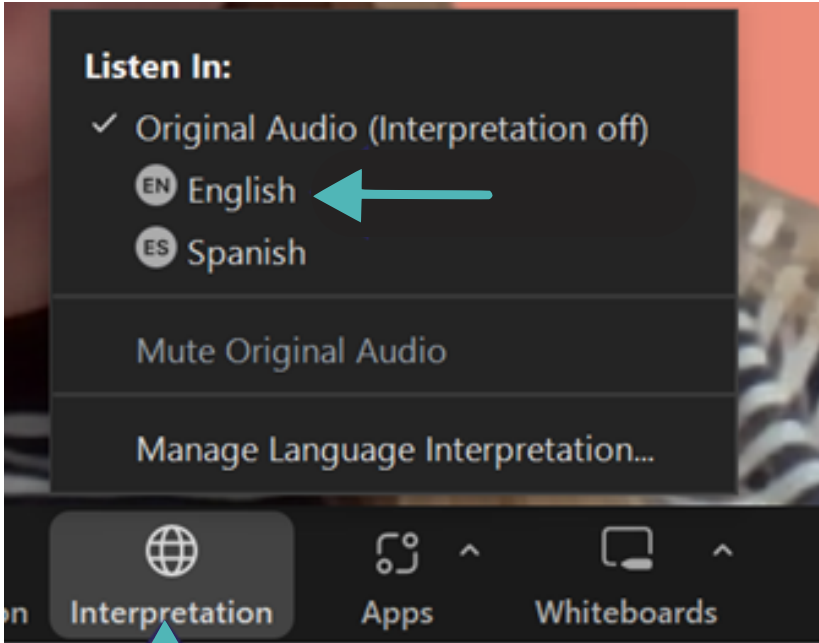 Listen In:
Original Audio (Interpretation off)
EN English
ES Spanish
Mute Original Audio
Manage Language Interpretation...
on Interpretation Apps Whiteboards